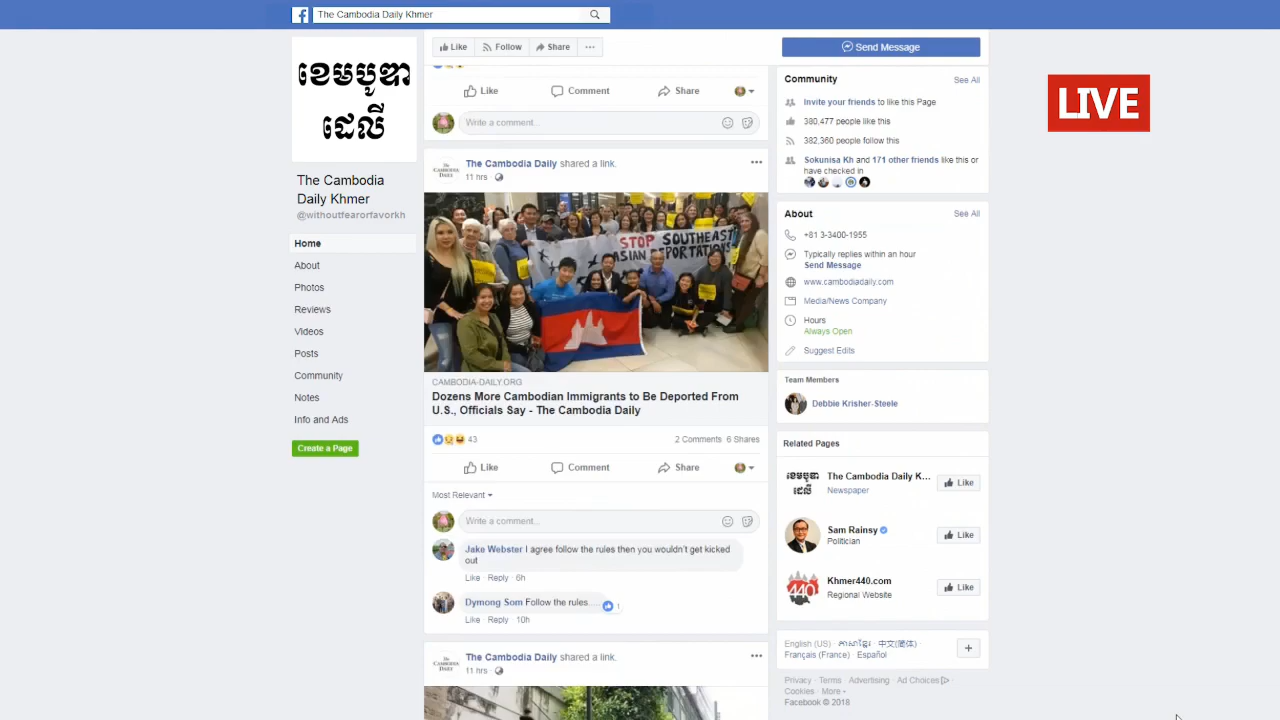 The Cambodia Daily Khmer
Like Follow Share
Send Message
ខេមបូឌា
ដេលី
The Cambodia
Daily Khmer
@withoutfearorfavorkh
Home
About
Photos
Reviews
Videos
Posts
Community
Notes
Info and Ads
Create a Page
Like Comment Share
Write a comment...
The Cambodia Daily shared a link.
11 hrs
STOP SOUTHEAST
ASIAN DEPORTATIONS
CAMBODIA-DAILY.ORG
Dozens More Cambodian Immigrants to Be Deported From
U.S., Officials Say - The Cambodia Daily
43 2 Comments 6 Shares
Like Comment Share
Most Relevant
Write a comment...
Jake Webster I agree follow the rules then you wouldn't get kicked
out
Like · Reply · 6h
Dymong Som Follow the rules.....
1
Like · Reply · 10h
The Cambodia Daily shared a link.
11 hrs
Community See All
Invite your friends to like this Page
380,477 people like this
382,360 people follow this
Sokunisa Kh and 171 other friends like this or
have checked in
About See All
+81 3-3400-1955
Typically replies within an hour
Send Message
www.cambodiadaily.com
Media/News Company
Hours
Always Open
Suggest Edits
Team Members
Debbie Krisher-Steele
Related Pages
ខេមបូឌា
ដេលី
The Cambodia Daily K...
Newspaper
Like
Sam Rainsy
Politician
Like
440
Khmer440.com
Regional Website
Like
English (US) · ភាសាខ្មែរ · 中文(简体) ·
Français (France) · Español
Privacy · Terms · Advertising · Ad Choices ·
Cookies · More
Facebook © 2018
LIVE